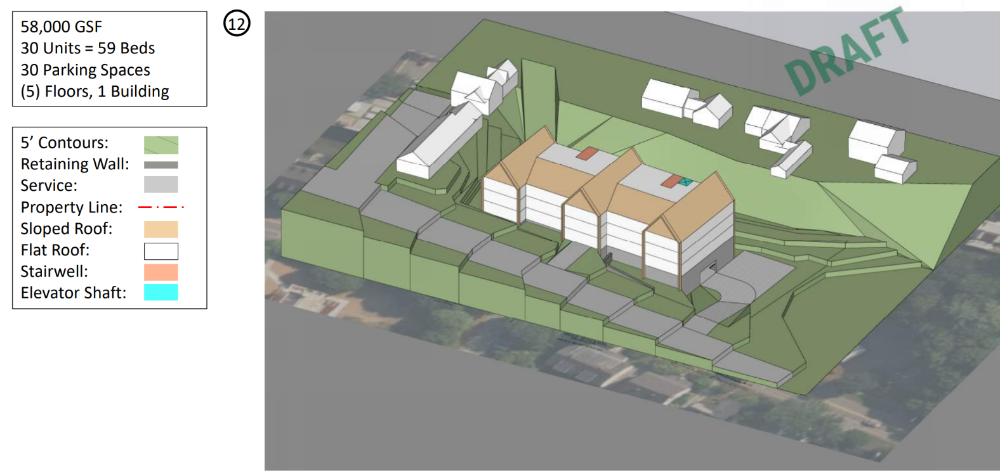 58,000 GSF
30 Units = 59 Beds
30 Parking Spaces
(5) Floors, 1 Building
12
DRAFT
5’ Contours:
Retaining Wall:
Service:
Property Line:
Sloped Roof:
Flat Roof:
Stairwell:
Elevator Shaft: